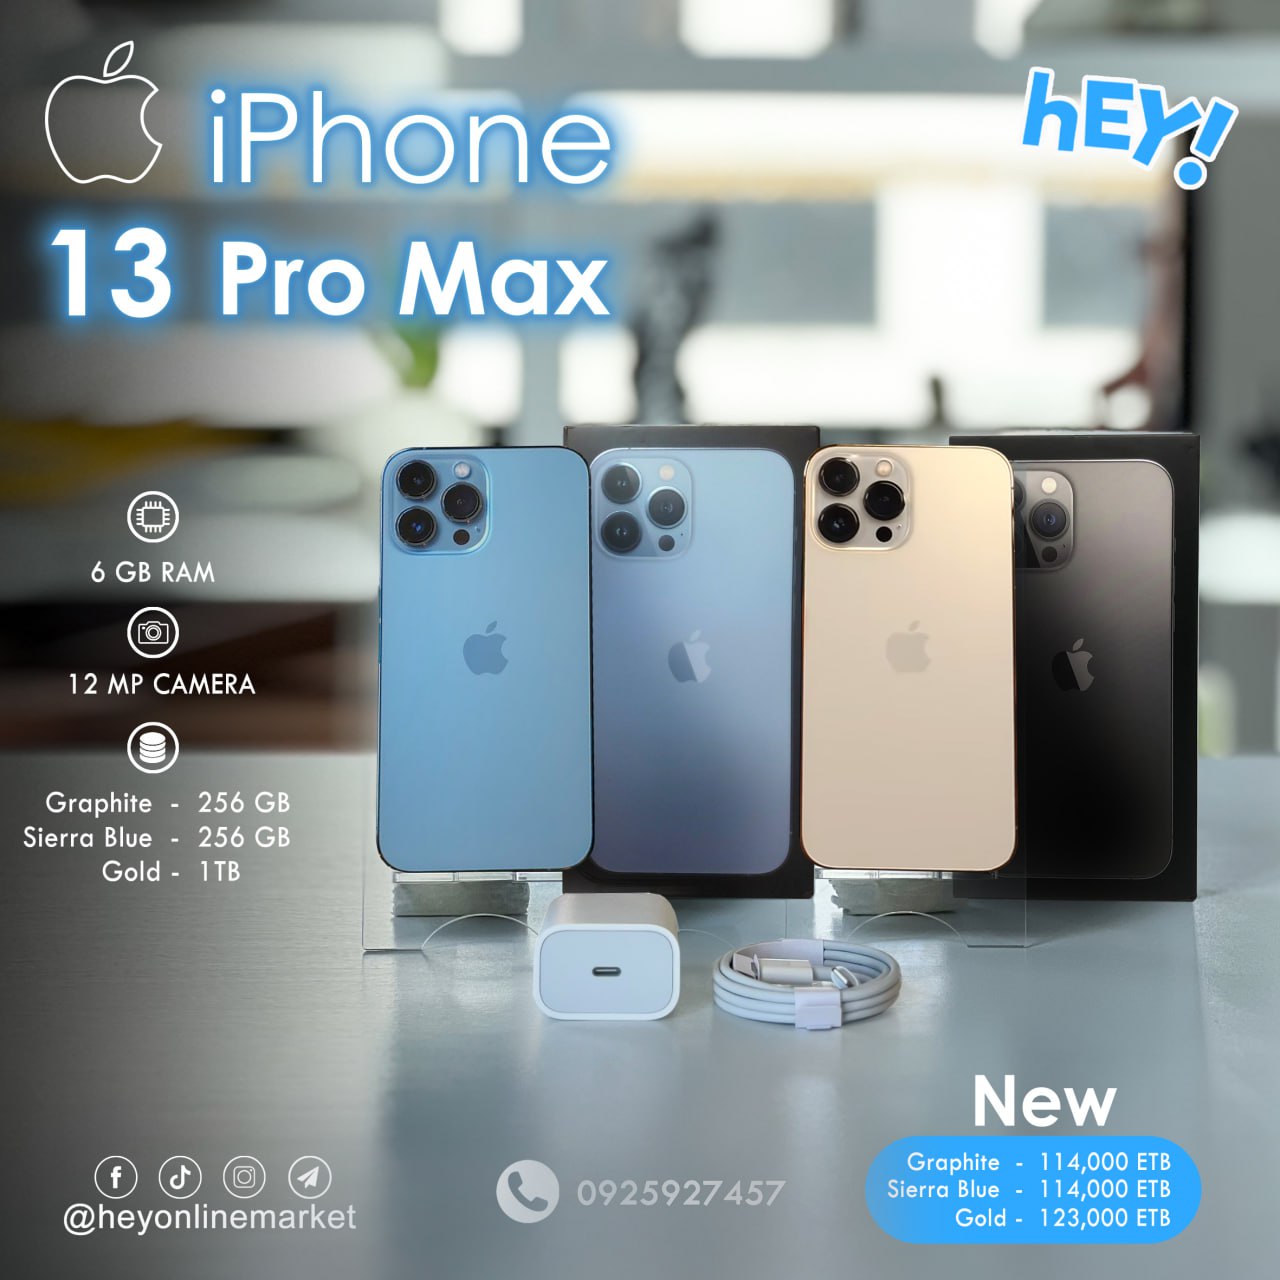 iPhone
13 Pro Max
hEY!
6 GB RAM
12 MP CAMERA
Graphite - 256 GB
Sierra Blue - 256 GB
Gold - 1TB
New
Graphite - 114,000 ETB
Sierra Blue - 114,000 ETB
Gold - 123,000 ETB
@heyonlinemarket
0925927457